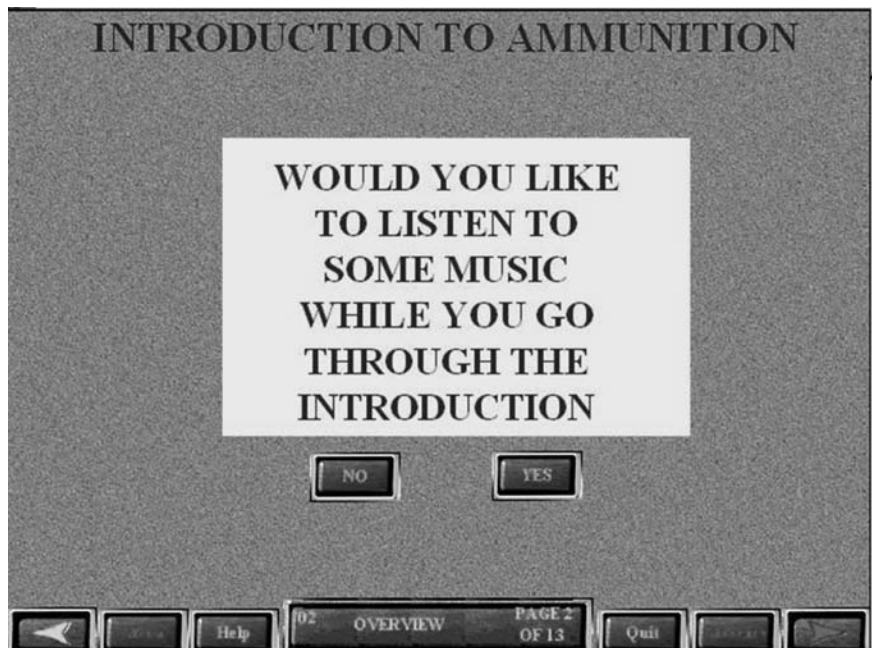 INTRODUCTION TO AMMUNITION
WOULD YOU LIKE
TO LISTEN TO
SOME MUSIC
WHILE YOU GO
THROUGH THE
INTRODUCTION
NO YES
Help 02 OVERVIEW PAGE 2 OF 13 Quit